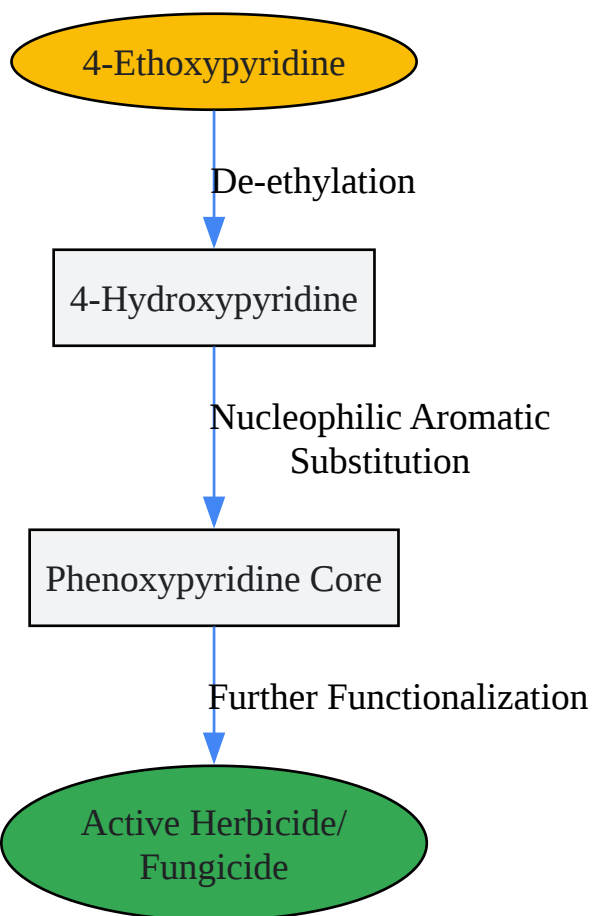 4-Ethoxypyridine
De-ethylation
4-Hydroxypyridine
Nucleophilic Aromatic
Substitution
Phenoxypyridine Core
Further Functionalization
Active Herbicide/
Fungicide